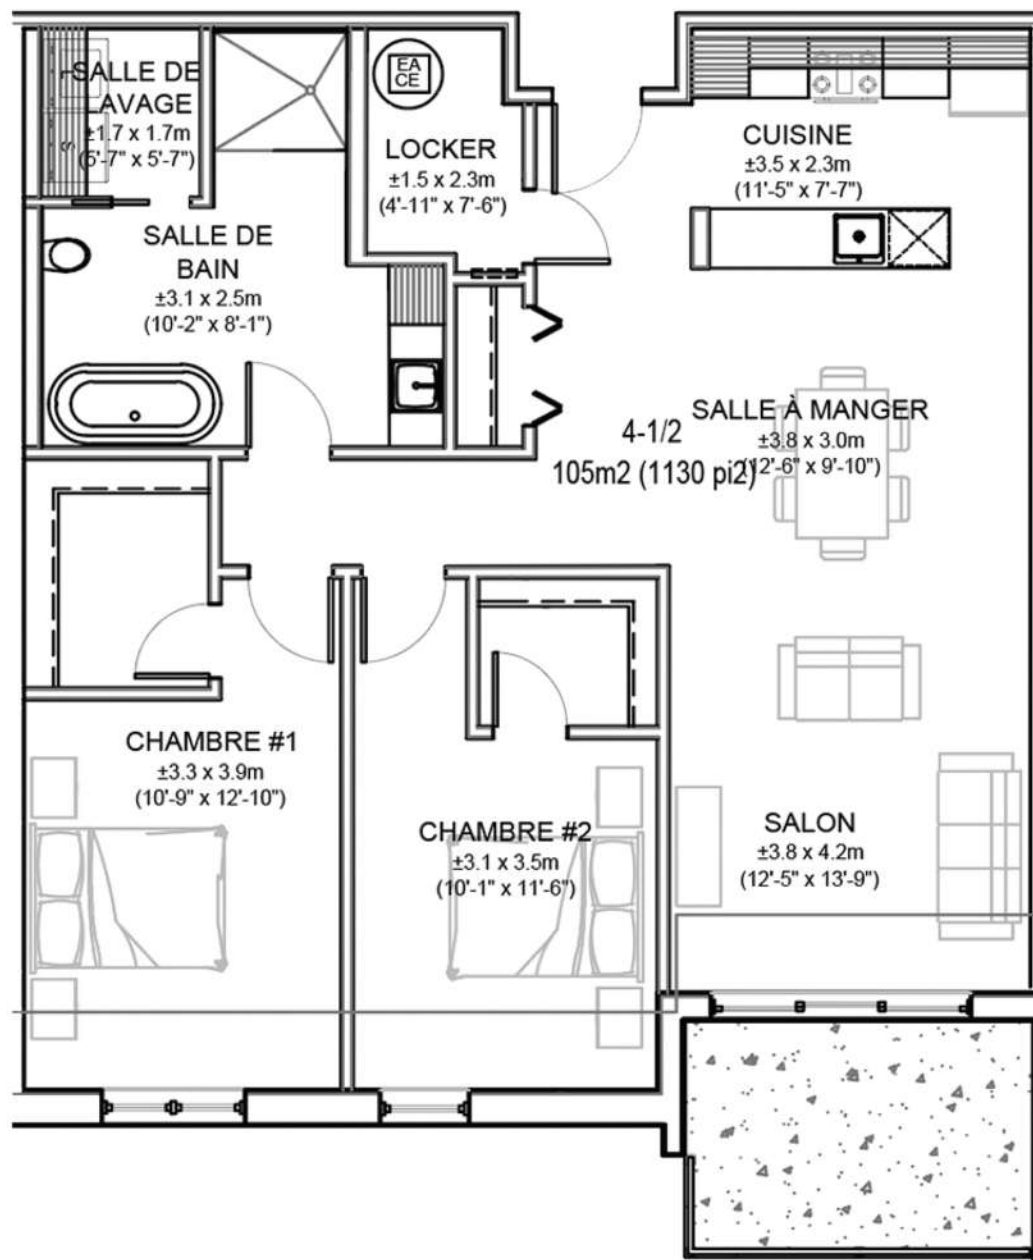 SALLE DE
LAVAGE
±1.7 x 1.7m
(5'-7" x 5'-7")
S
EA
CE
LOCKER
±1.5 x 2.3m
(4'-11" x 7'-6")
CUISINE
±3.5 x 2.3m
(11'-5" x 7'-7")
SALLE DE
BAIN
±3.1 x 2.5m
(10'-2" x 8'-1")
4-1/2
105m2 (1130 pi2)
SALLE À MANGER
±3.8 x 3.0m
(12'-6" x 9'-10")
CHAMBRE #1
±3.3 x 3.9m
(10'-9" x 12'-10")
CHAMBRE #2
±3.1 x 3.5m
(10'-1" x 11'-6")
SALON
±3.8 x 4.2m
(12'-5" x 13'-9")